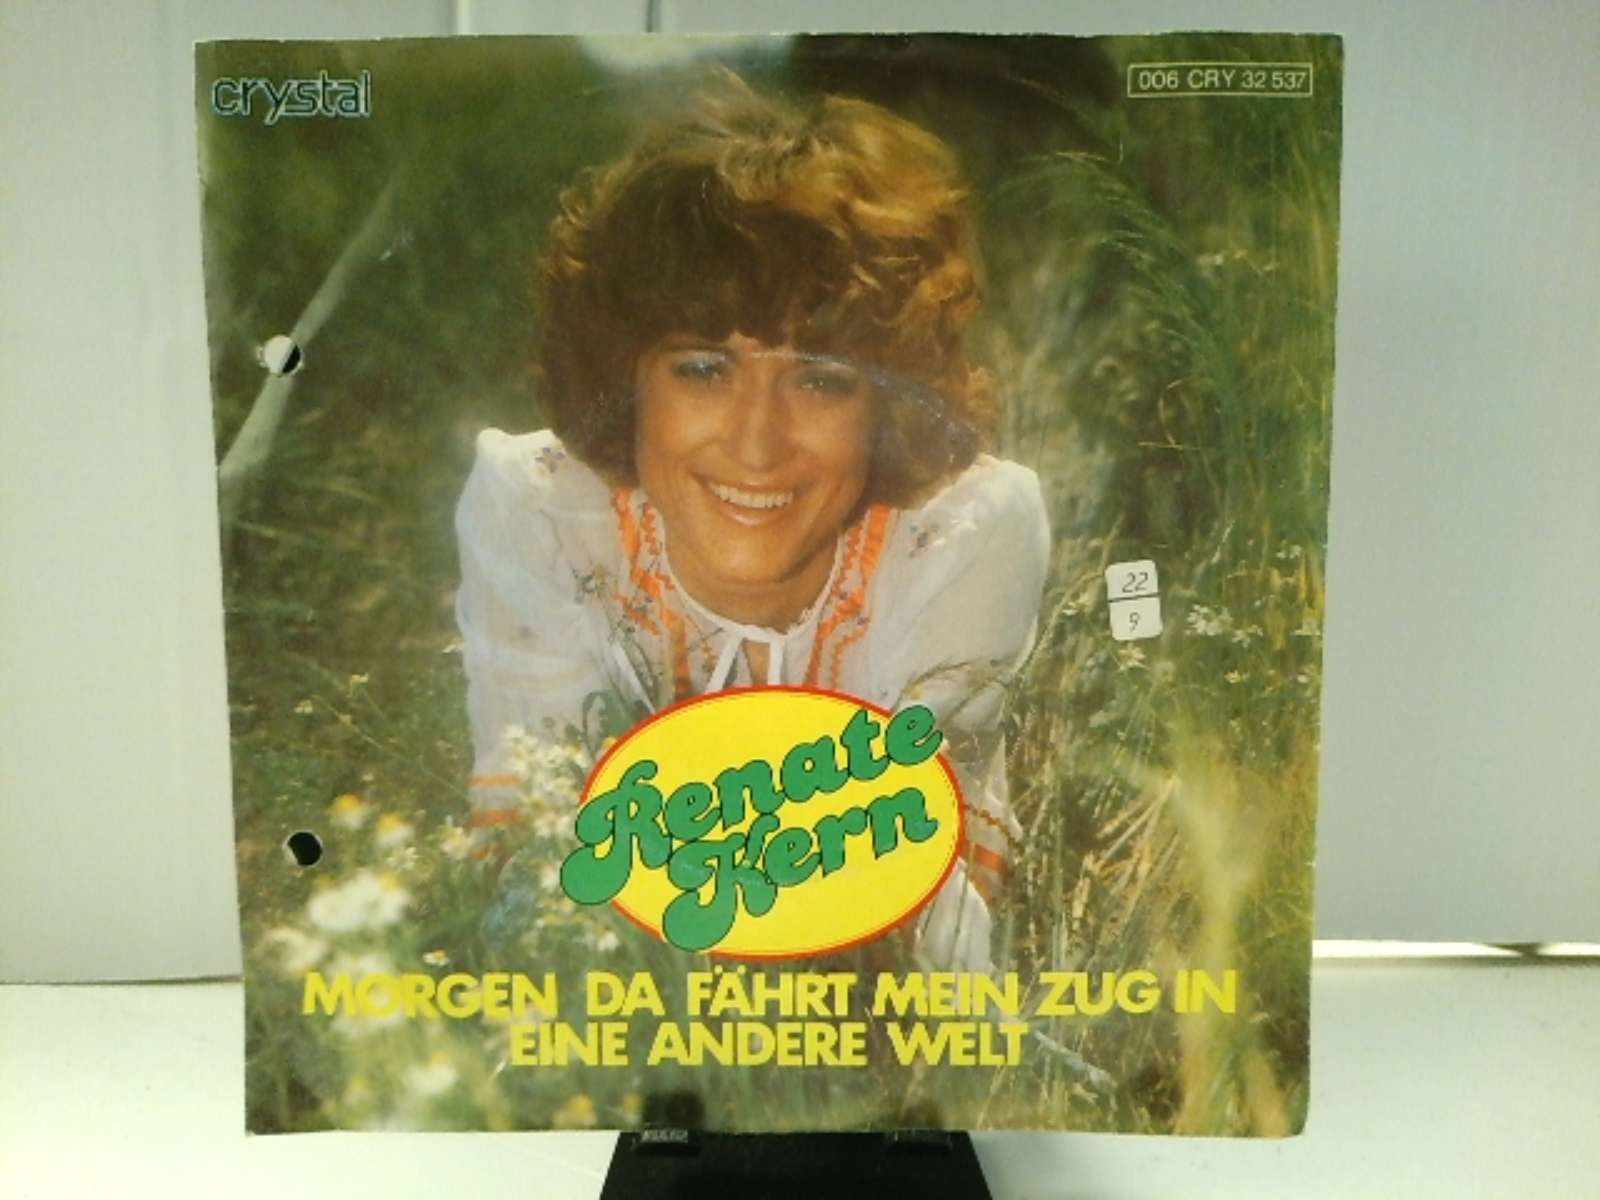 crystal
006 CRY 32 537
22
9
Renate
Kern
MORGEN DA FÄHRT MEIN ZUG IN
EINE ANDERE WELT